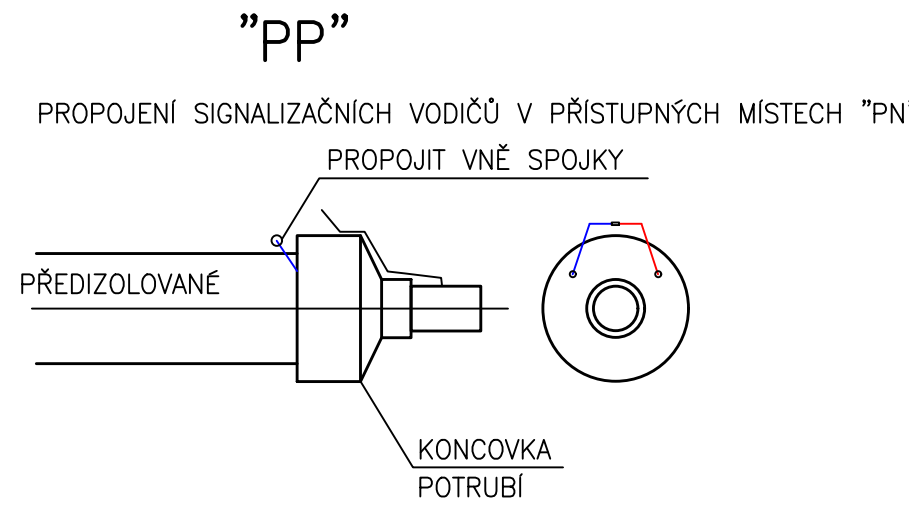 "PP"
PROPOJENÍ SIGNALIZAČNÍCH VODIČŮ V PŘÍSTUPNÝCH MÍSTECH "PN"
PROPOJIT VNĚ SPOJKY
PŘEDIZOLOVANÉ
KONCOVKA
POTRUBÍ